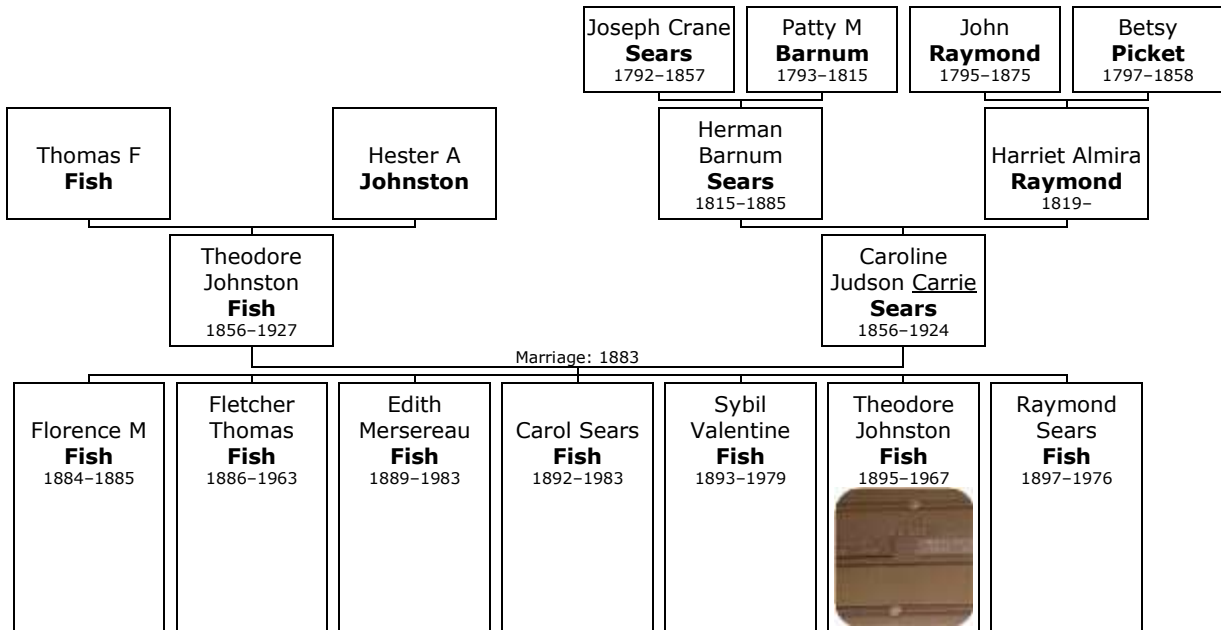 Joseph Crane
Sears
1792–1857
Patty M
Barnum
1793–1815
John
Raymond
1795–1875
Betsy
Picket
1797–1858
Thomas F
Fish
Hester A
Johnston
Herman
Barnum
Sears
1815–1885
Harriet Almira
Raymond
1819–
Theodore
Johnston
Fish
1856–1927
Caroline
Judson Carrie
Sears
1856–1924
Marriage: 1883
Florence M
Fish
1884–1885
Fletcher
Thomas
Fish
1886–1963
Edith
Mersereau
Fish
1889–1983
Carol Sears
Fish
1892–1983
Sybil
Valentine
Fish
1893–1979
Theodore
Johnston
Fish
1895–1967
Raymond
Sears
Fish
1897–1976